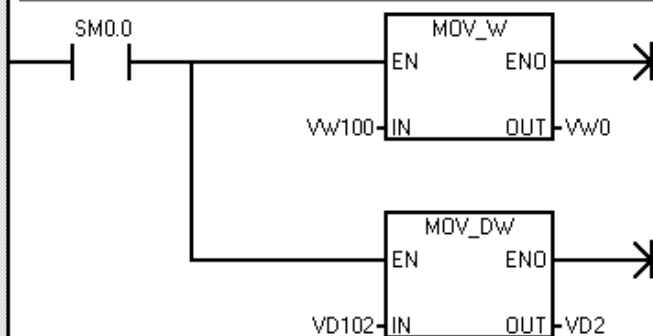 SM0.0
MOV_W
EN ENO
VW100 IN OUT VW0
MOV_DW
EN ENO
VD102 IN OUT VD2